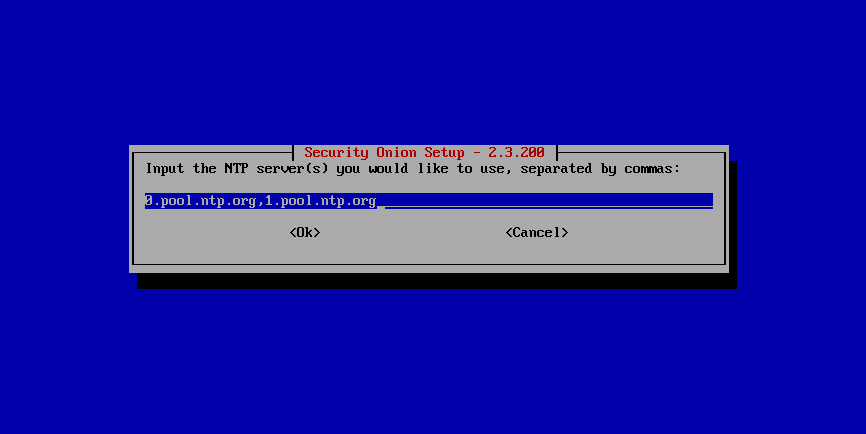 Security Onion Setup - 2.3.200
Input the NTP server(s) you would like to use, separated by commas:
0.pool.ntp.org,1.pool.ntp.org
<Ok> <Cancel>